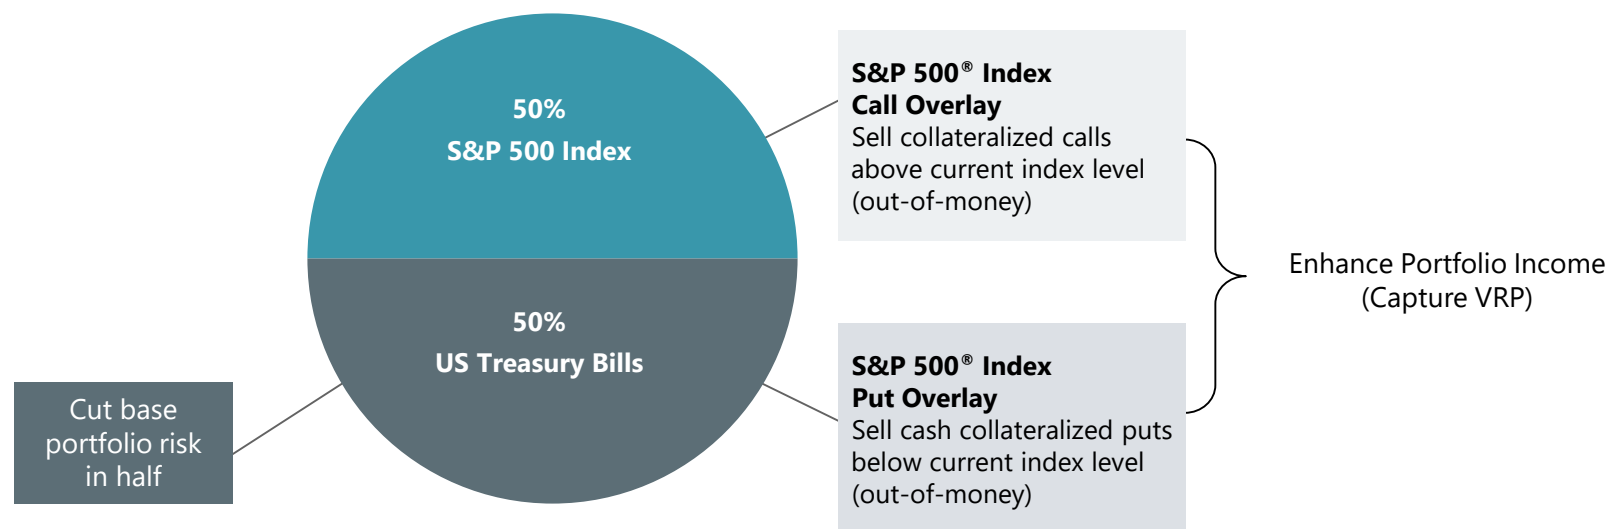 50%
S&P 500 Index
50%
US Treasury Bills
Cut base
portfolio risk
in half
S&P 500® Index
Call Overlay
Sell collateralized calls
above current index level
(out-of-money)
S&P 500® Index
Put Overlay
Sell cash collateralized puts
below current index level
(out-of-money)
Enhance Portfolio Income
(Capture VRP)